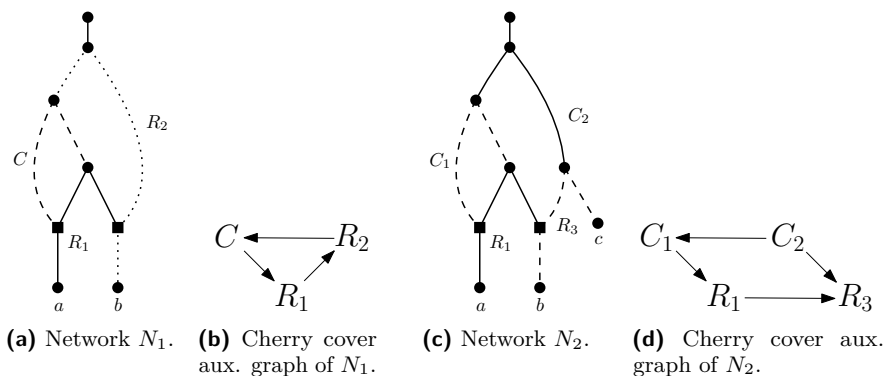 R₂
C
R₁
a
b
C R₂
R₁
C₂
C₁
R₁
R₃
c
a
b
C₁ C₂
R₁ R₃
(a) Network N₁.
(b) Cherry cover
aux. graph of N₁.
(c) Network N₂.
(d) Cherry cover aux.
graph of N₂.